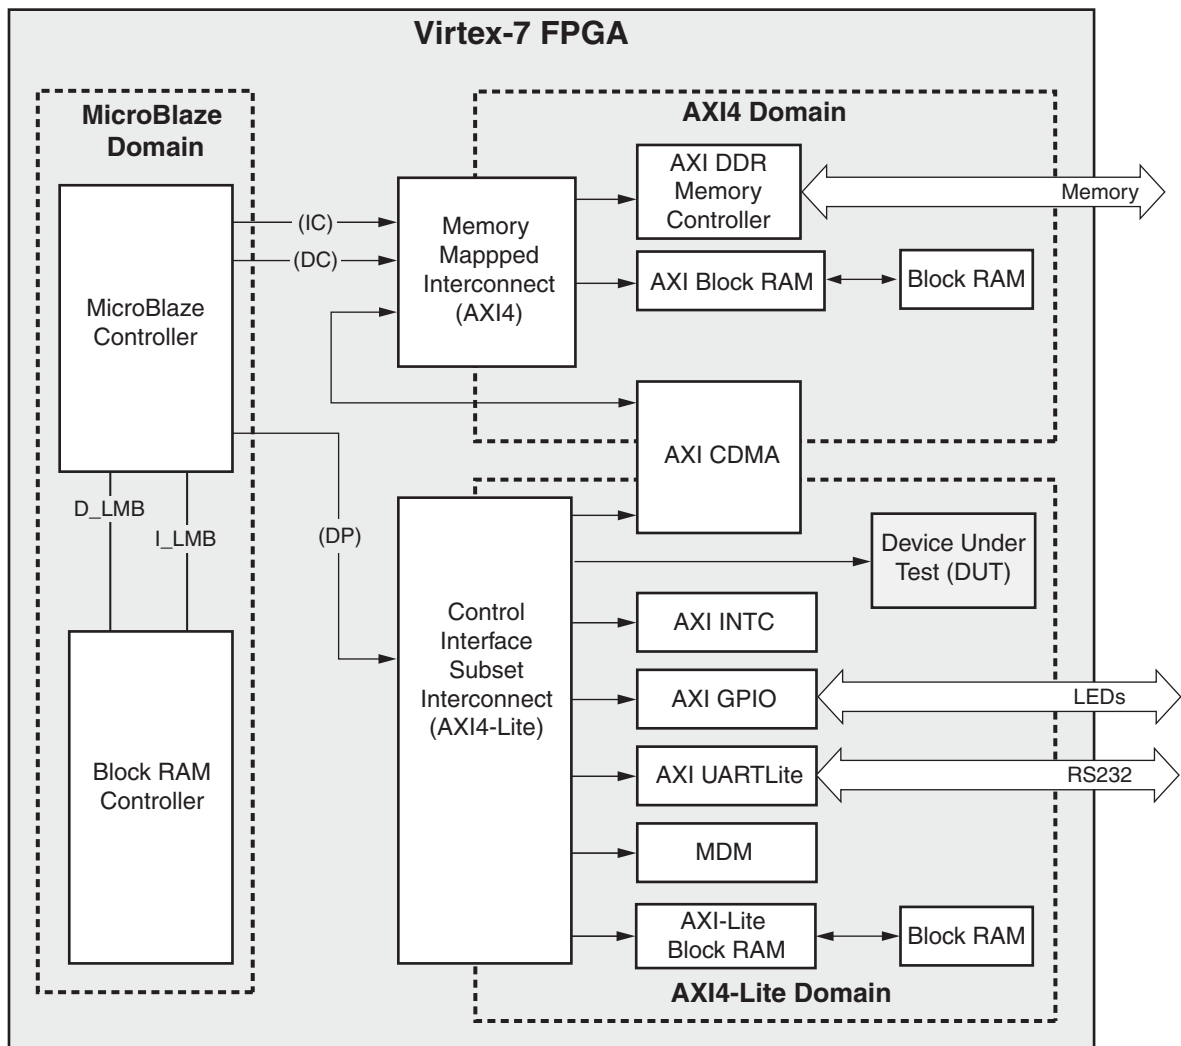 Virtex-7 FPGA
MicroBlaze
Domain
MicroBlaze
Controller
D_LMB
I_LMB
Block RAM
Controller
(IC)
(DC)
(DP)
Memory
Mappped
Interconnect
(AXI4)
AXI4 Domain
AXI DDR
Memory
Controller
Memory
AXI Block RAM
Block RAM
AXI CDMA
Control
Interface
Subset
Interconnect
(AXI4-Lite)
Device Under
Test (DUT)
AXI INTC
AXI GPIO
LEDs
AXI UARTLite
RS232
MDM
AXI-Lite
Block RAM
Block RAM
AXI4-Lite Domain